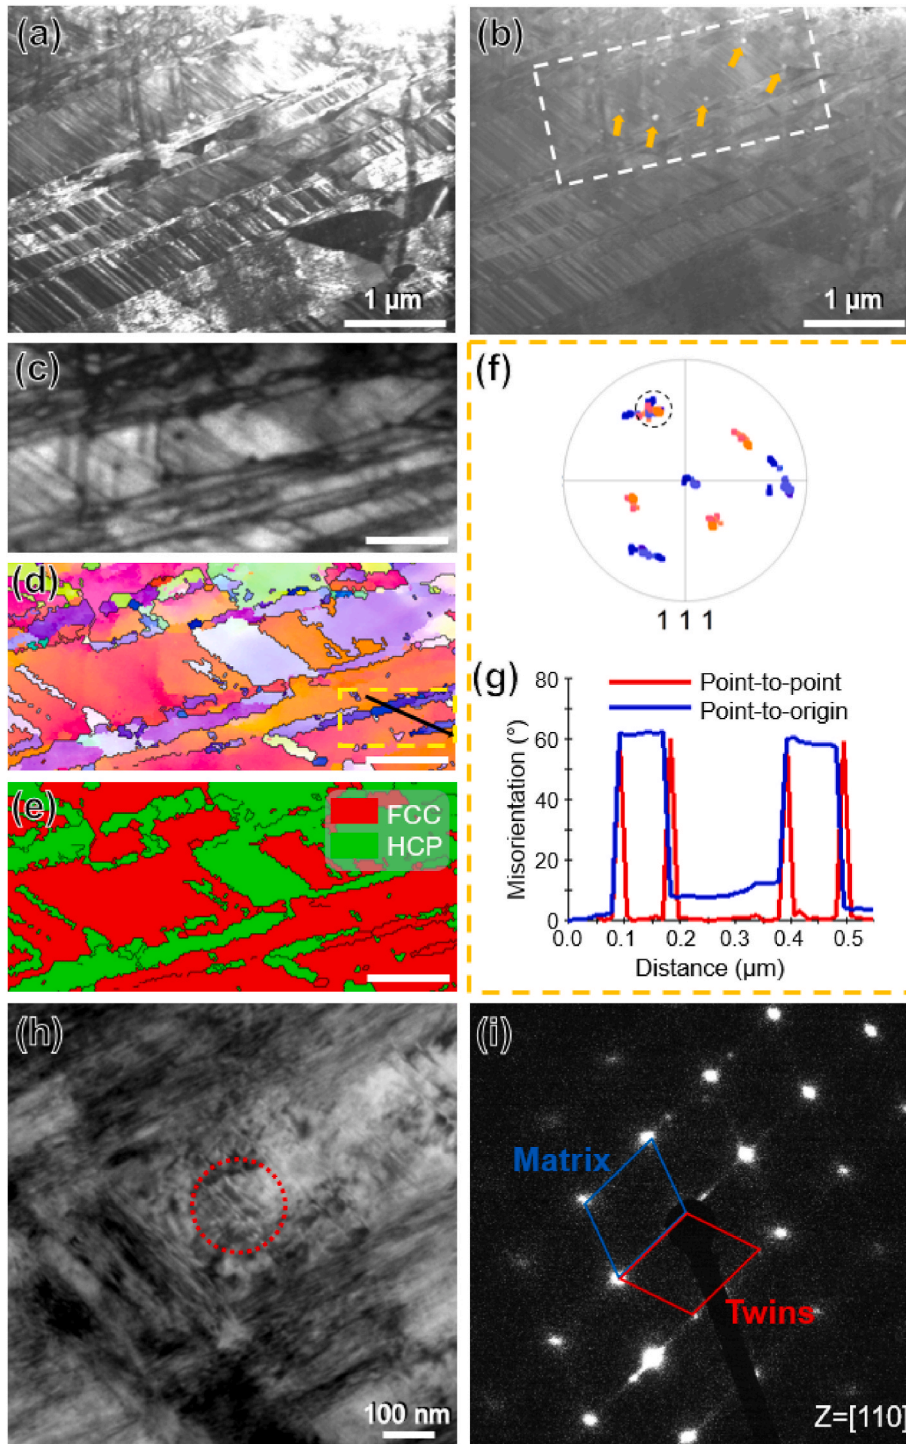 (a)
1 μm
(b)
1 μm
(c)
(d)
(e)
FCC
HCP
(f)
1 1 1
(g)
80
60
40
20
0
Misorientation (°)
Point-to-point
Point-to-origin
0.0 0.1 0.2 0.3 0.4 0.5
Distance (μm)
(h)
100 nm
(i)
Matrix
Twins
Z=[110]